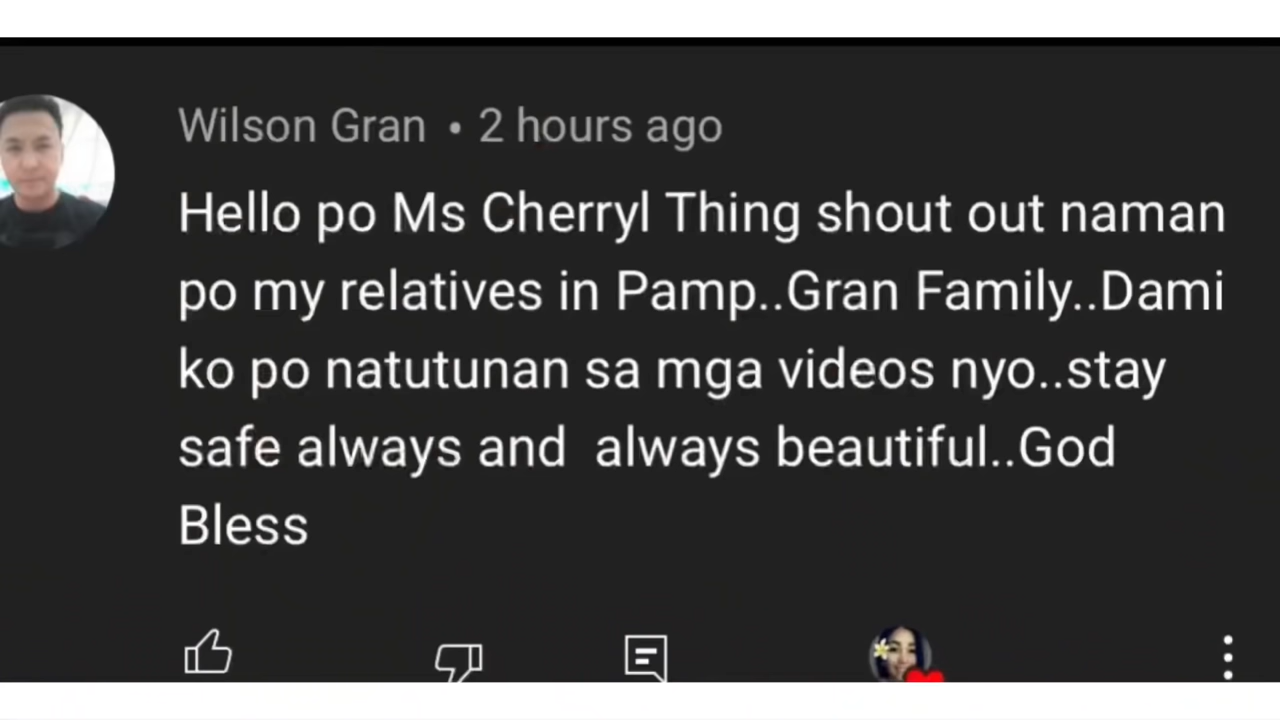 Wilson Gran • 2 hours ago
Hello po Ms Cherryl Thing shout out naman
po my relatives in Pamp..Gran Family..Dami
ko po natutunan sa mga videos nyo..stay
safe always and  always beautiful..God
Bless